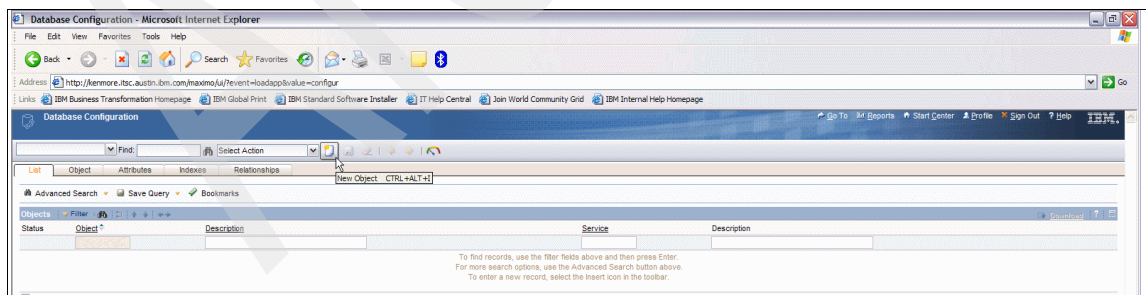 Database Configuration - Microsoft Internet Explorer
File Edit View Favorites Tools Help
Back Search Favorites
Address http://kenmore.itsc.austin.ibm.com/maximo/ui/?event=loadapp&value=configur Go
Links IBM Business Transformation Homepage IBM Global Print IBM Standard Software Installer IT Help Central Join World Community Grid IBM Internal Help Homepage
Database Configuration Go To Reports Start Center Profile Sign Out ? Help IBM.
Find: Select Action
List Object Attributes Indexes Relationships
New Object CTRL+ALT+I
Advanced Search Save Query Bookmarks
Objects Filter Download ?
Status Object Description Service Description
To find records, use the filter fields above and then press Enter.
For more search options, use the Advanced Search button above.
To enter a new record, select the Insert icon in the toolbar.